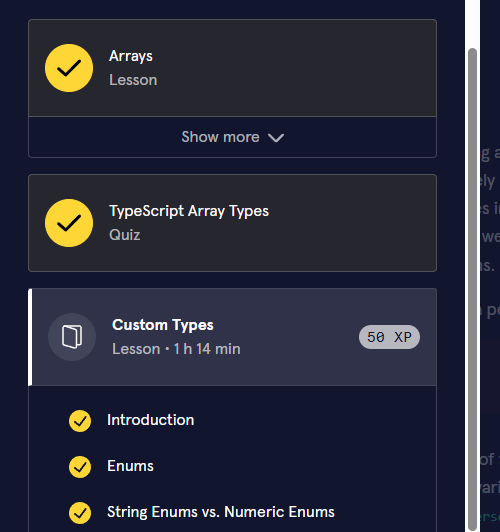 Arrays
Lesson
Show more
TypeScript Array Types
Quiz
Custom Types
Lesson • 1 h 14 min
50 XP
Introduction
Enums
String Enums vs. Numeric Enums